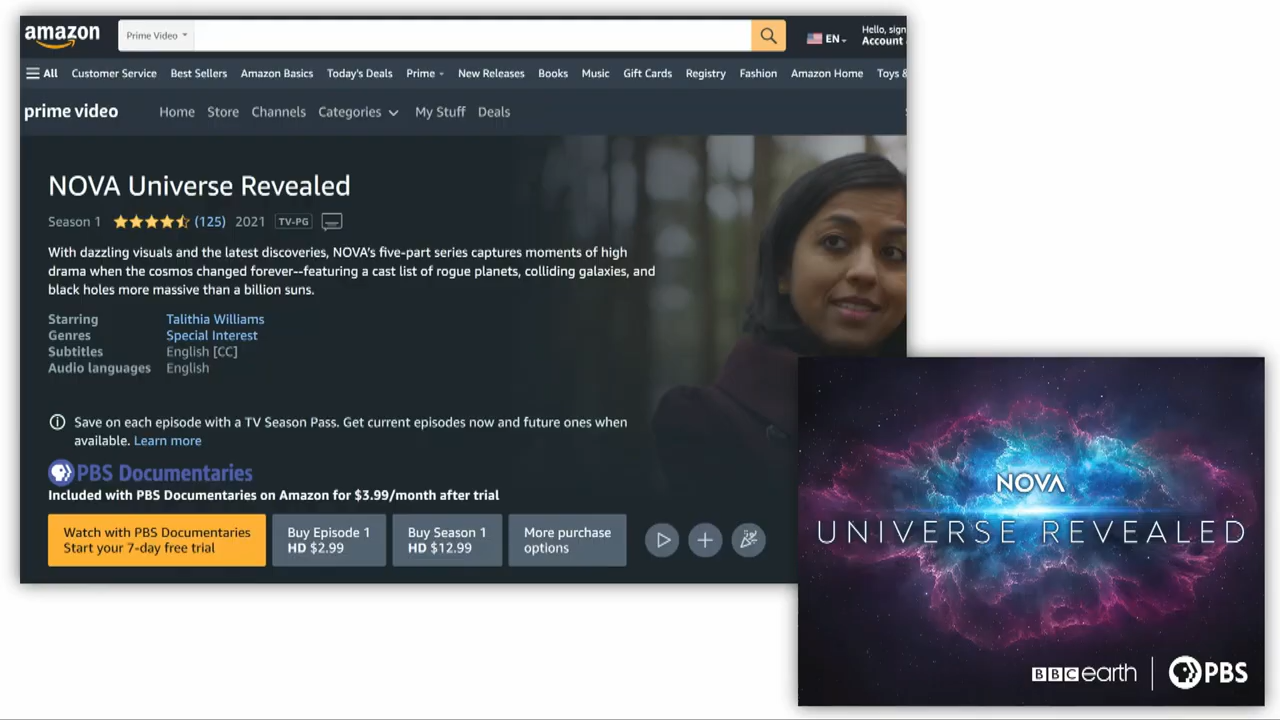 amazon
Prime Video
EN
Hello, sign
Account
All Customer Service Best Sellers Amazon Basics Today's Deals Prime New Releases Books Music Gift Cards Registry Fashion Amazon Home Toys &
prime video Home Store Channels Categories My Stuff Deals
NOVA Universe Revealed
Season 1 (125) 2021 TV-PG
With dazzling visuals and the latest discoveries, NOVA's five-part series captures moments of high
drama when the cosmos changed forever--featuring a cast list of rogue planets, colliding galaxies, and
black holes more massive than a billion suns.
Starring Talithia Williams
Genres Special Interest
Subtitles English [CC]
Audio languages English
Save on each episode with a TV Season Pass. Get current episodes now and future ones when
available. Learn more
PBS Documentaries
Included with PBS Documentaries on Amazon for $3.99/month after trial
Watch with PBS Documentaries
Start your 7-day free trial
Buy Episode 1
HD $2.99
Buy Season 1
HD $12.99
More purchase
options
NOVA
UNIVERSE REVEALED
BBC earth PBS